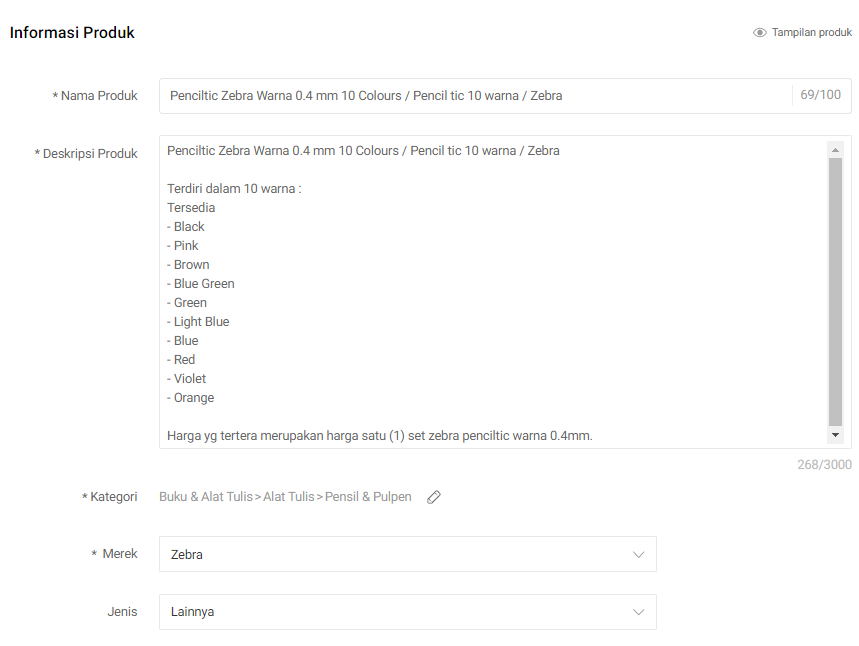 Informasi Produk
Tampilan produk
* Nama Produk
Penciltic Zebra Warna 0.4 mm 10 Colours / Pencil tic 10 warna / Zebra
69/100
* Deskripsi Produk
Penciltic Zebra Warna 0.4 mm 10 Colours / Pencil tic 10 warna / Zebra
Terdiri dalam 10 warna :
Tersedia
- Black
- Pink
- Brown
- Blue Green
- Green
- Light Blue
- Blue
- Red
- Violet
- Orange
Harga yg tertera merupakan harga satu (1) set zebra penciltic warna 0.4mm.
268/3000
* Kategori
Buku & Alat Tulis > Alat Tulis > Pensil & Pulpen
* Merek
Zebra
Jenis
Lainnya